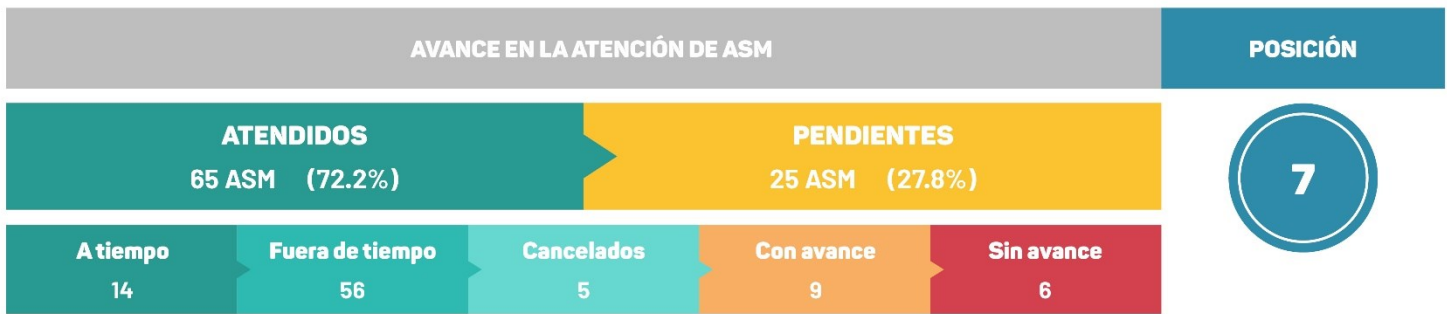 AVANCE EN LA ATENCIÓN DE ASM
POSICIÓN
ATENDIDOS
65 ASM (72.2%)
PENDIENTES
25 ASM (27.8%)
7
A tiempo
14
Fuera de tiempo
56
Cancelados
5
Con avance
9
Sin avance
6